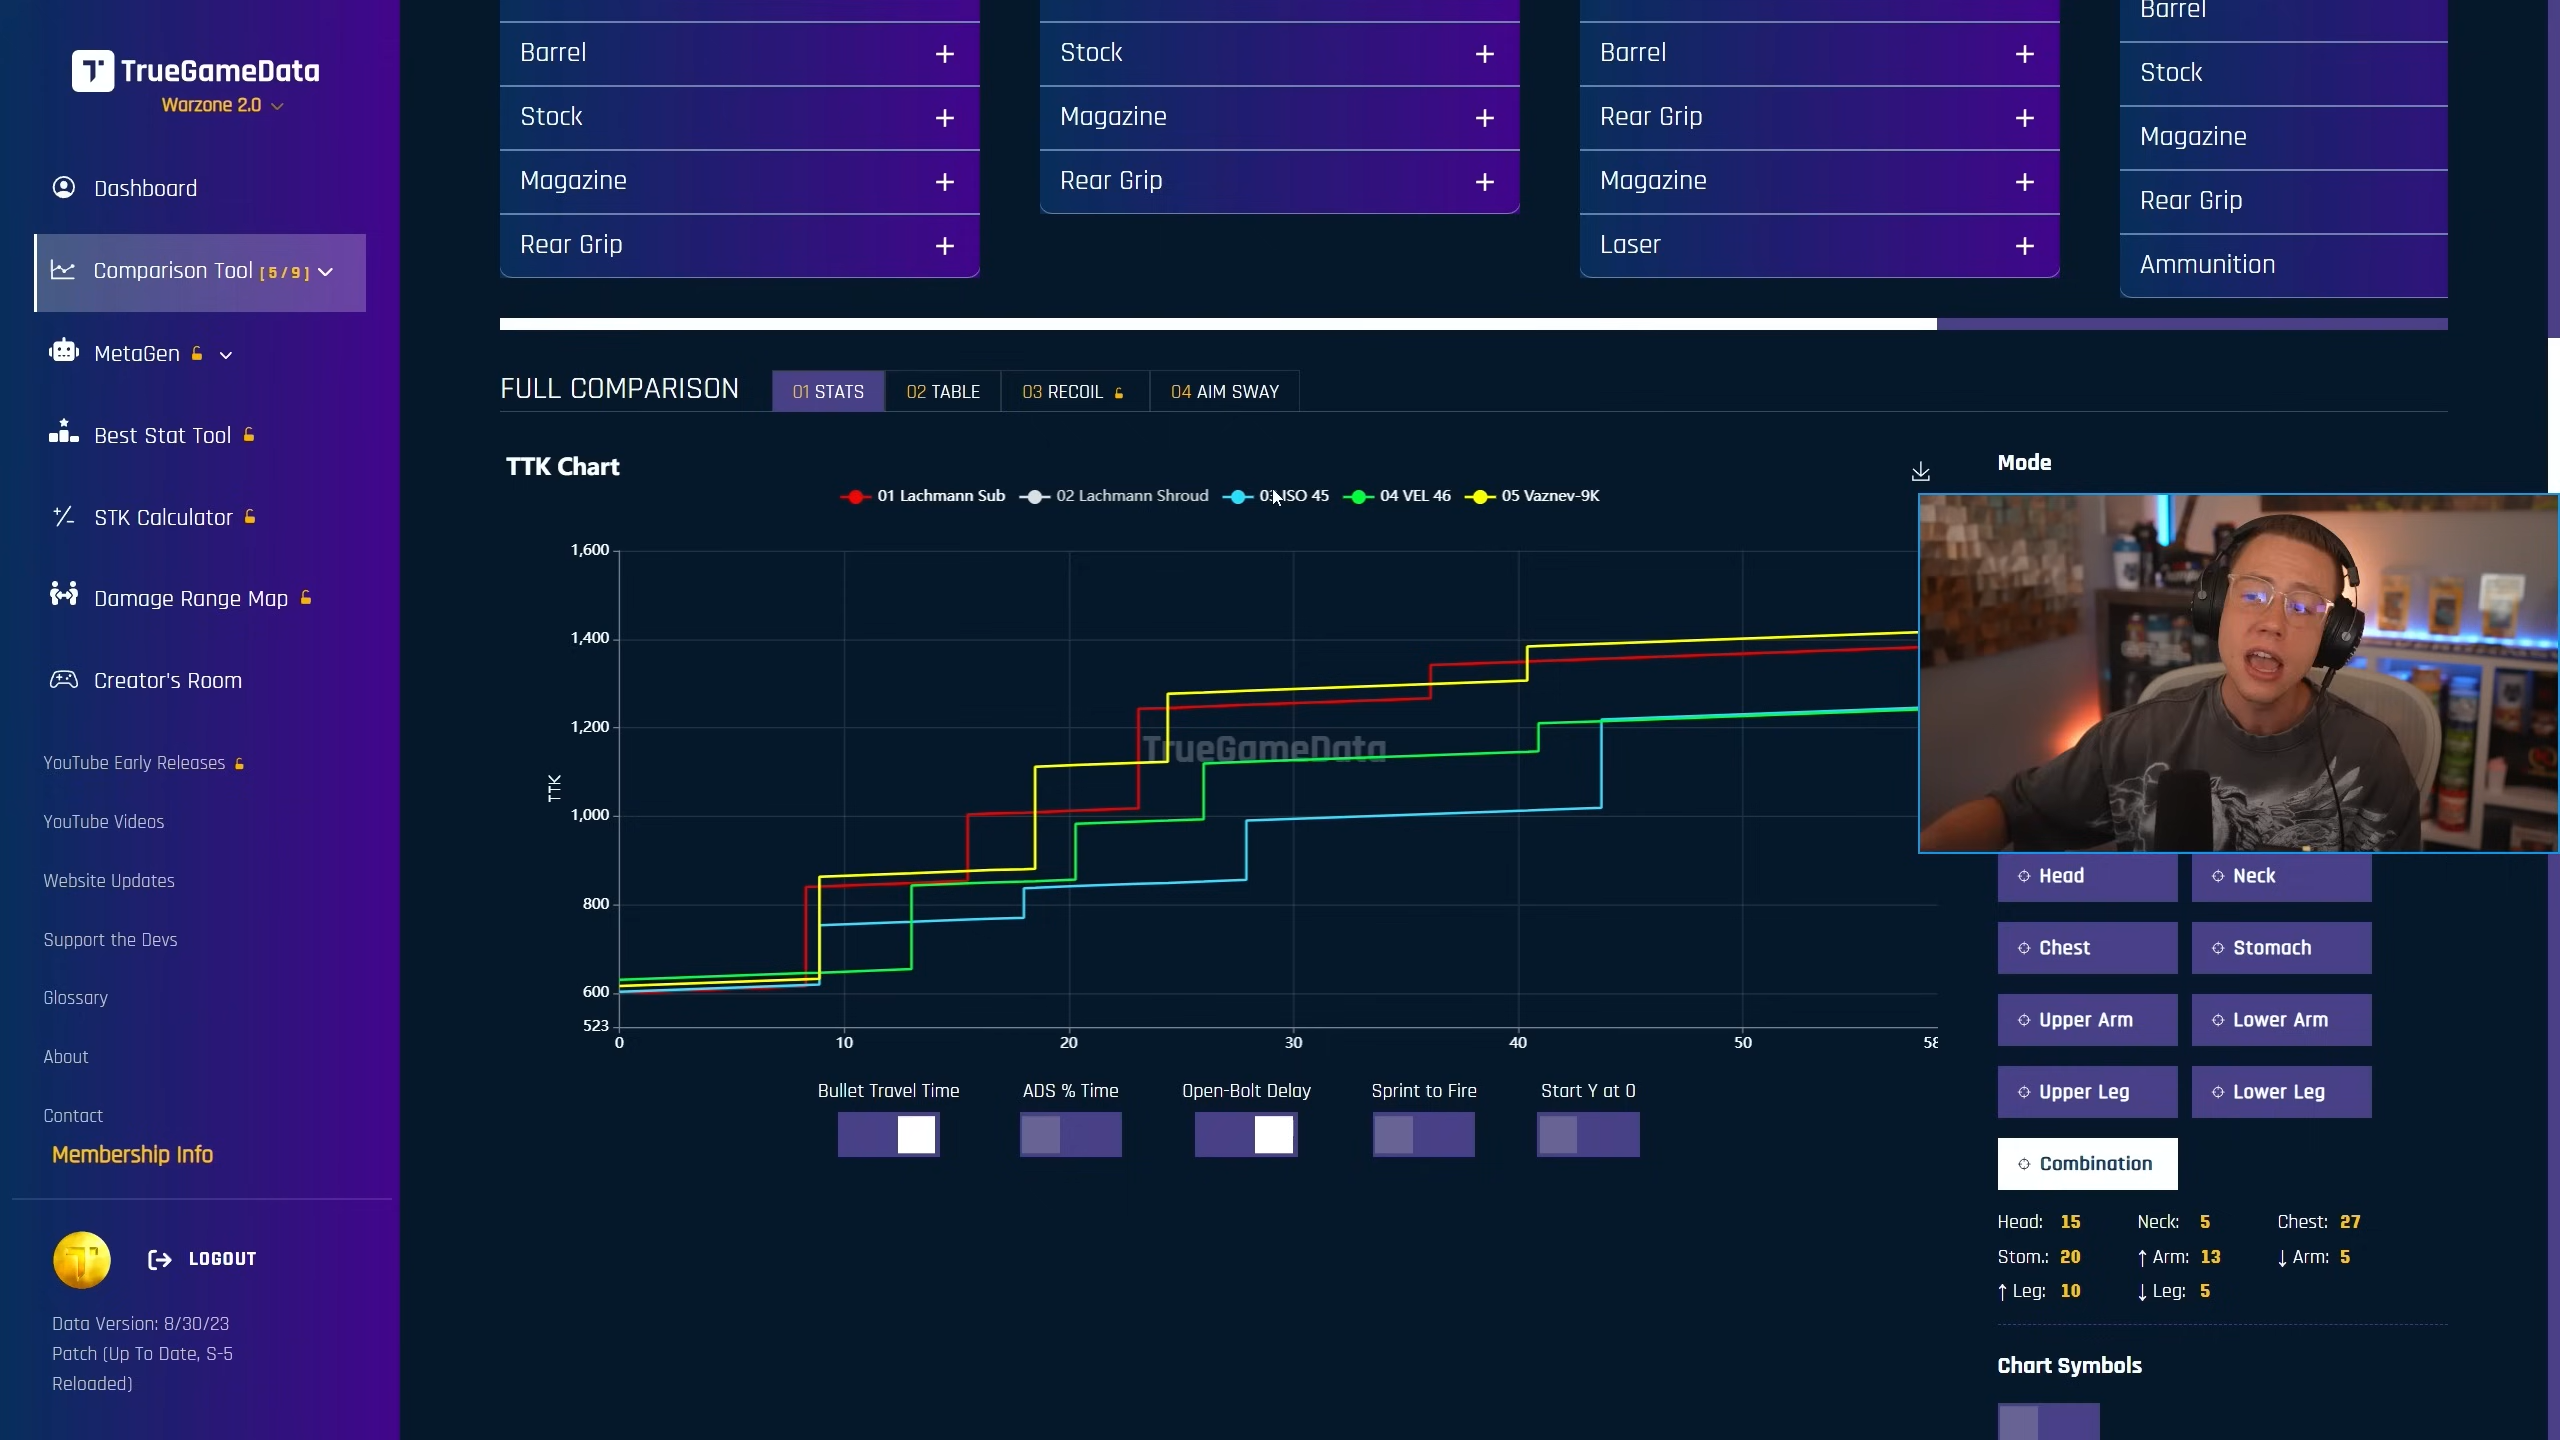 TrueGameData
Warzone 2.0
Dashboard
Comparison Tool [ 5 / 9 ]
MetaGen
Best Stat Tool
STK Calculator
Damage Range Map
Creator's Room
YouTube Early Releases
YouTube Videos
Website Updates
Support the Devs
Glossary
About
Contact
Membership Info
LOGOUT
Data Version: 8/30/23
Patch (Up To Date, S-5
Reloaded)
Barrel +
Stock +
Magazine +
Rear Grip +
Stock +
Magazine +
Rear Grip +
Barrel +
Rear Grip +
Magazine +
Laser +
Barrel
Stock
Magazine
Rear Grip
Ammunition
FULL COMPARISON 01 STATS 02 TABLE 03 RECOIL 04 AIM SWAY
TTK Chart
01 Lachmann Sub 02 Lachmann Shroud 03 ISO 45 04 VEL 46 05 Vaznev-9K
1,600
1,400
1,200
1,000
800
600
523
TTK
TrueGameData
0 10 20 30 40 50 58
Bullet Travel Time ADS % Time Open-Bolt Delay Sprint to Fire Start Y at 0
Mode
Head Neck
Chest Stomach
Upper Arm Lower Arm
Upper Leg Lower Leg
Combination
Head: 15 Neck: 5 Chest: 27
Stom.: 20 ↑ Arm: 13 ↓ Arm: 5
↑ Leg: 10 ↓ Leg: 5
Chart Symbols